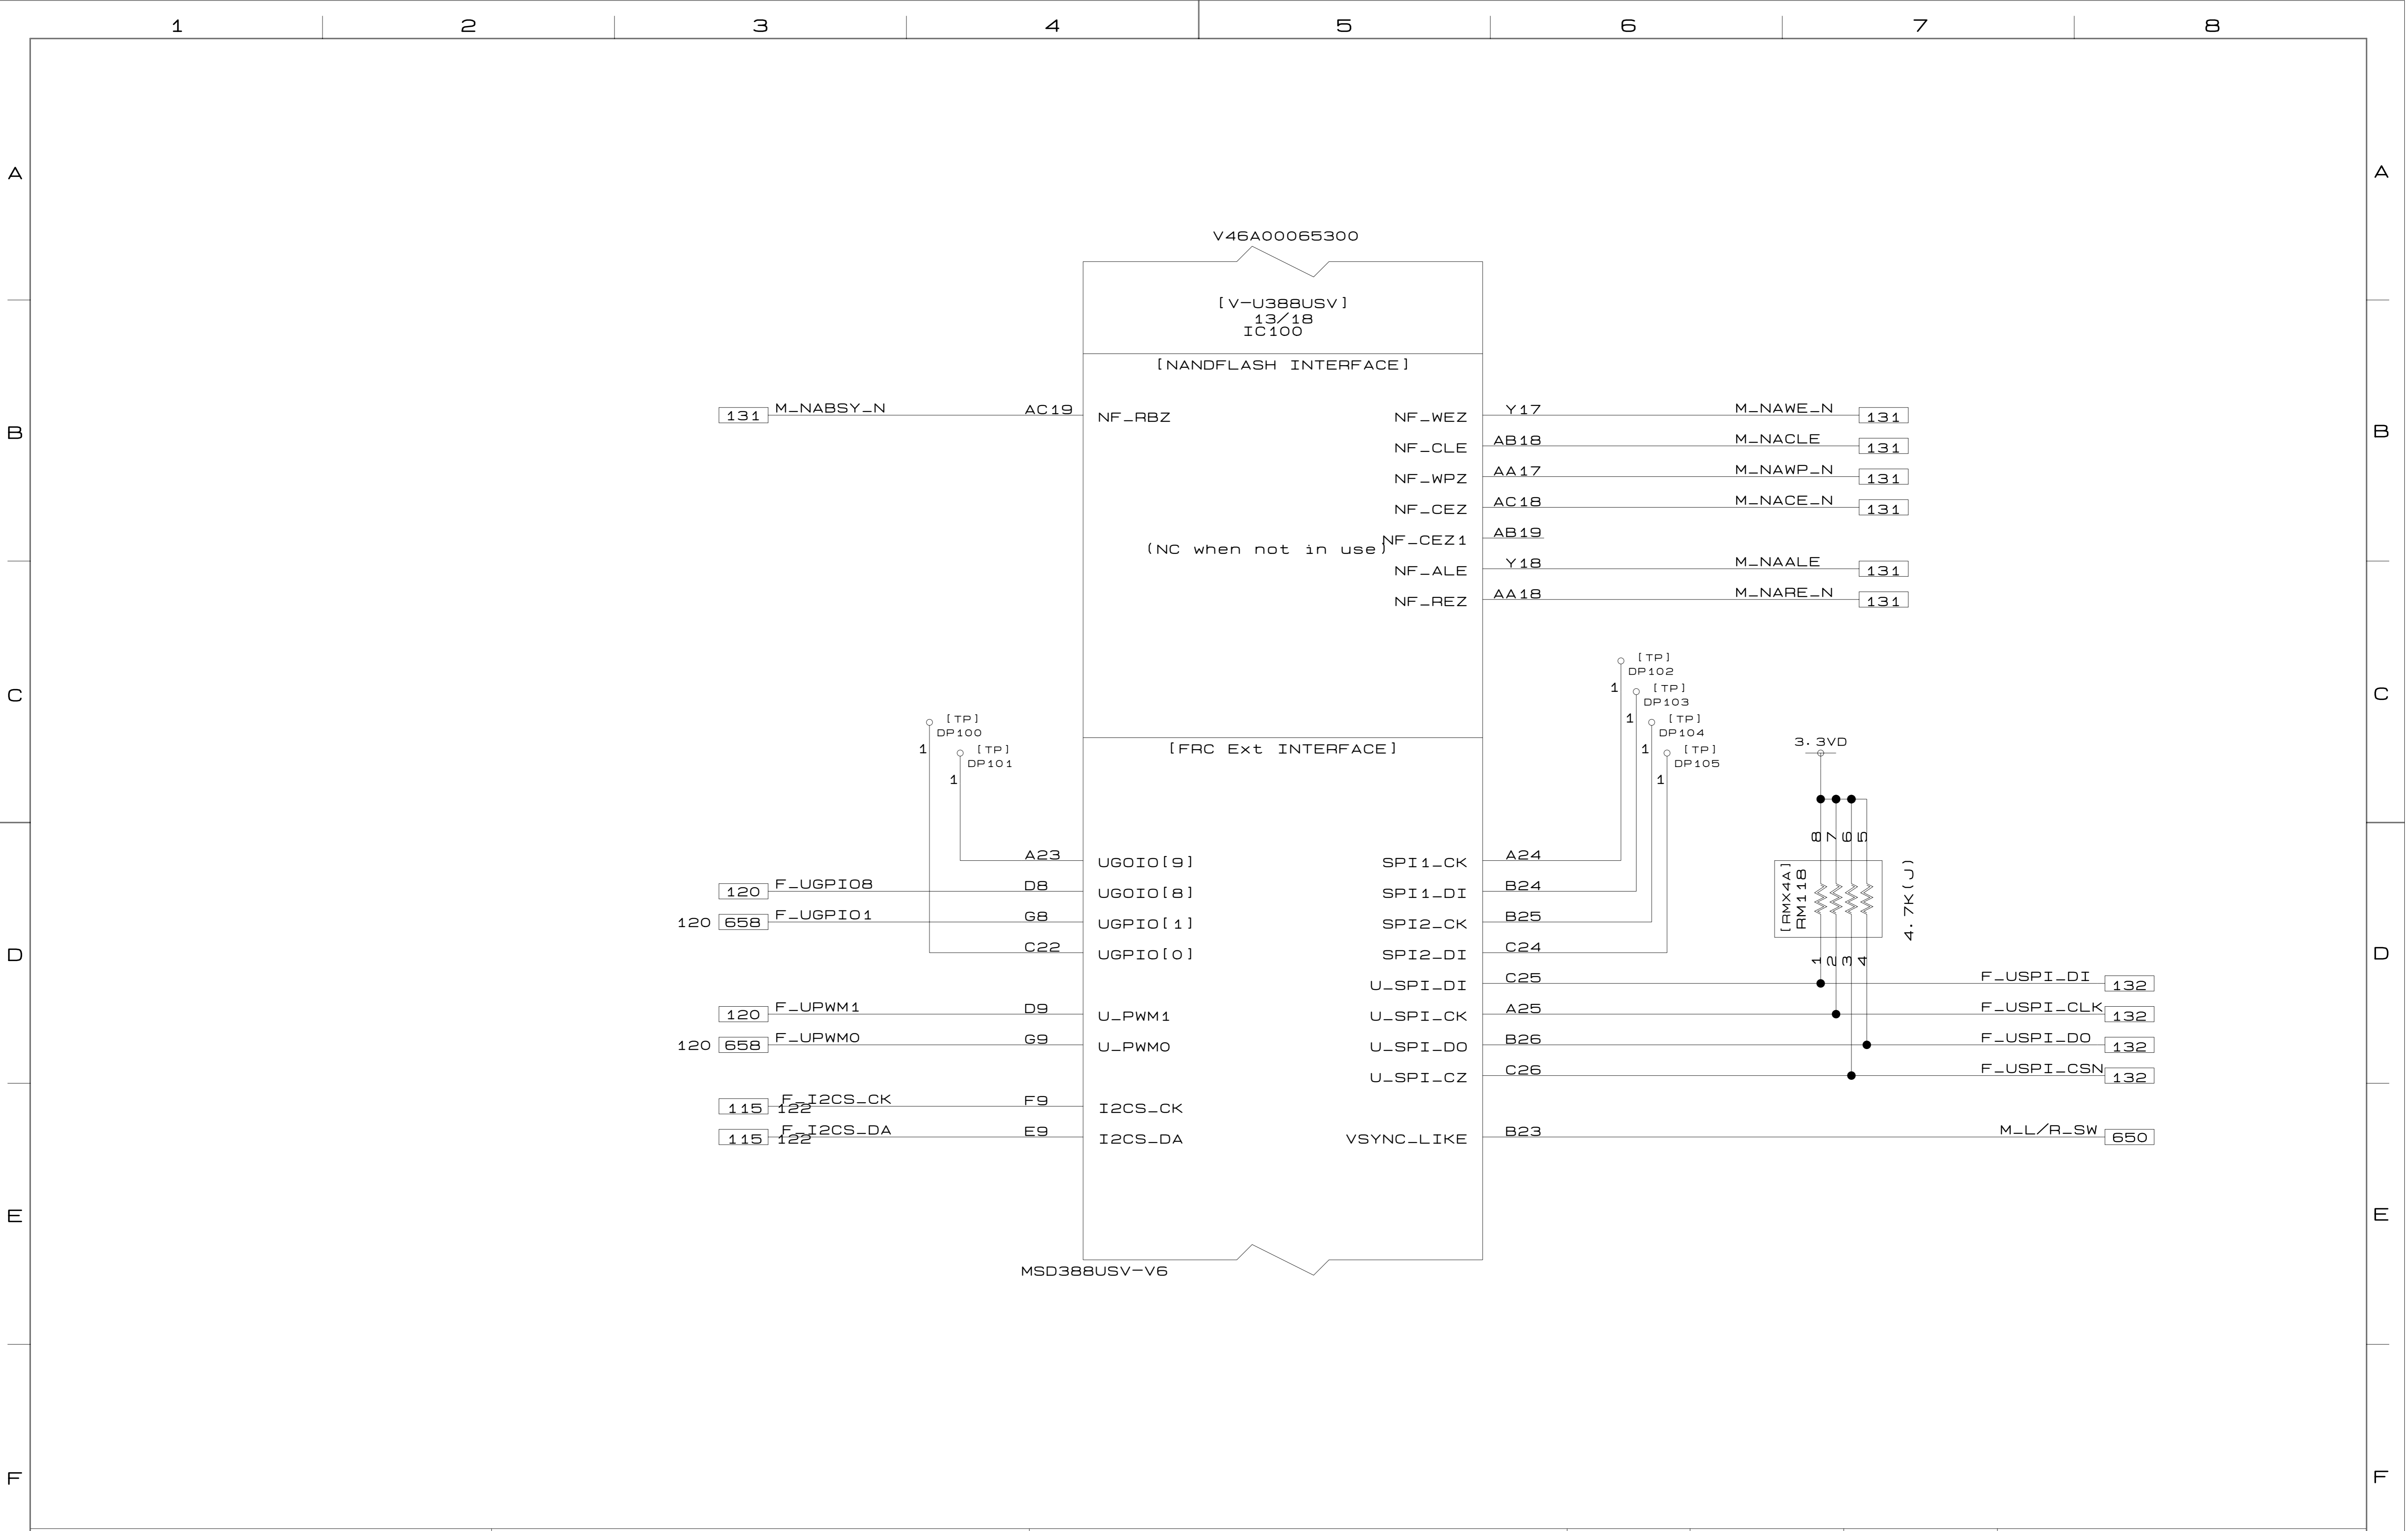 1 2 3 4 5 6 7 8
A A
V46A00065300
[V-U388USV]
13/18
IC100
[NANDFLASH INTERFACE]
131 M_NABSY_N AC19 NF_RBZ NF_WEZ Y17 M_NAWE_N 131
B B
NF_CLE AB18 M_NACLE 131
NF_WPZ AA17 M_NAWP_N 131
NF_CEZ AC18 M_NACE_N 131
(NC when not in use) NF_CEZ1 AB19
NF_ALE Y18 M_NAALE 131
NF_REZ AA18 M_NARE_N 131
[TP]
DP102
1 [TP]
C C
DP103
[TP] 1 [TP]
DP100 DP104
1 [TP] [FRC Ext INTERFACE] 1 [TP] 3.3VD
DP101 DP105
1 1
8 7 6 5
A23 UGOIO[9] SPI1_CK A24
120 F_UGPIO8 D8 UGOIO[8] SPI1_DI B24
[RMX4A]
RM118
4.7K(J)
120 658 F_UGPIO1 G8 UGPIO[1] SPI2_CK B25
C22 UGPIO[0] SPI2_DI C24
D D
1 2 3 4
U_SPI_DI C25 F_USPI_DI 132
120 F_UPWM1 D9 U_PWM1 U_SPI_CK A25 F_USPI_CLK 132
120 658 F_UPWM0 G9 U_PWM0 U_SPI_DO B26 F_USPI_DO 132
U_SPI_CZ C26 F_USPI_CSN 132
115 122 F_I2CS_CK F9 I2CS_CK
115 122 F_I2CS_DA E9 I2CS_DA VSYNC_LIKE B23 M_L/R_SW 650
E E
MSD388USV-V6
F F